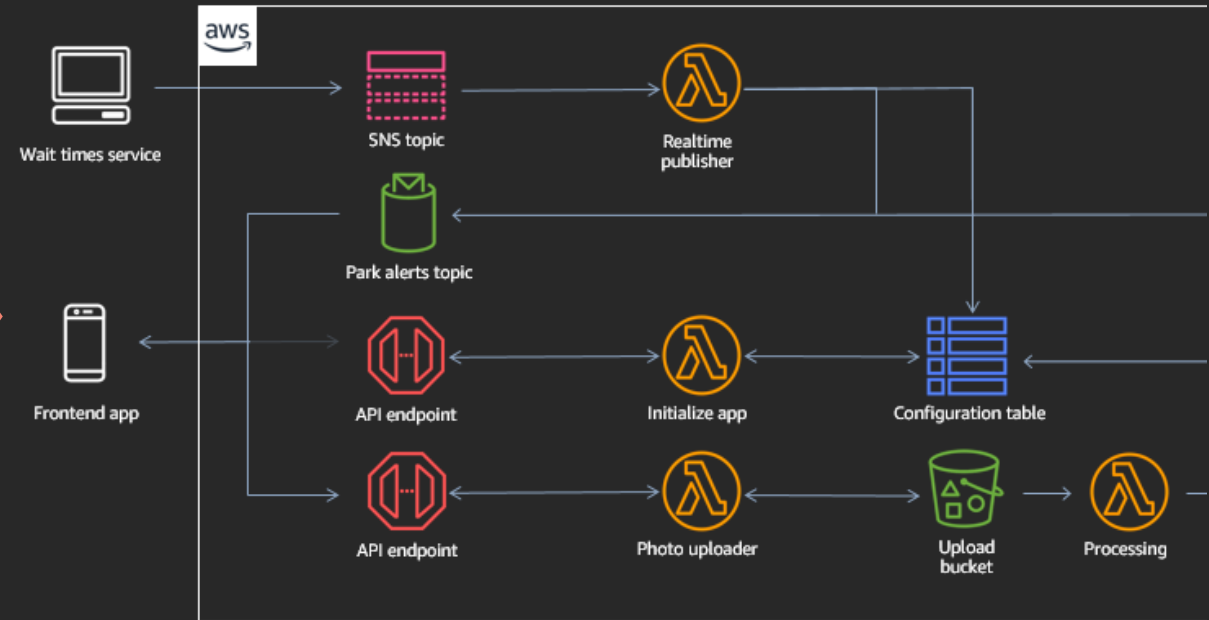 aws
Wait times service
SNS topic
Realtime
publisher
Park alerts topic
Frontend app
API endpoint
Initialize app
Configuration table
API endpoint
Photo uploader
Upload
bucket
Processing